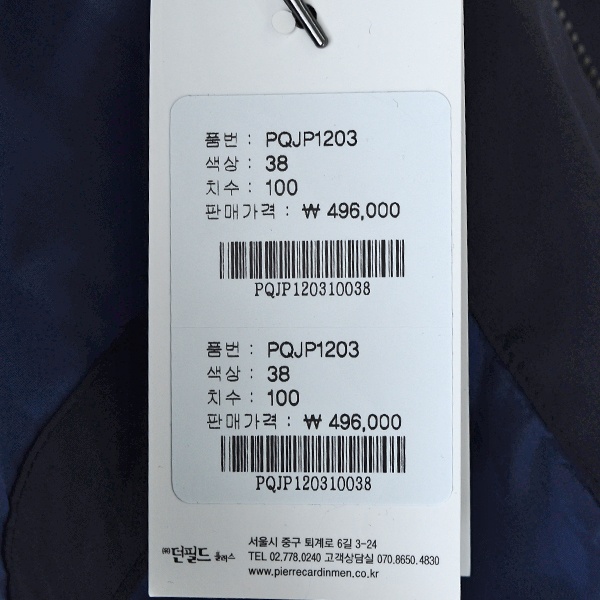 품번 : PQJP1203
색상 : 38
치수 : 100
판매가격 : ₩ 496,000
PQJP120310038
품번 : PQJP1203
색상 : 38
치수 : 100
판매가격 : ₩ 496,000
PQJP120310038
㈜던필드 플러스
서울시 중구 퇴계로 6길 3-24
TEL 02.778.0240 고객상담실 070.8650.4830
www.pierrecardinmen.co.kr